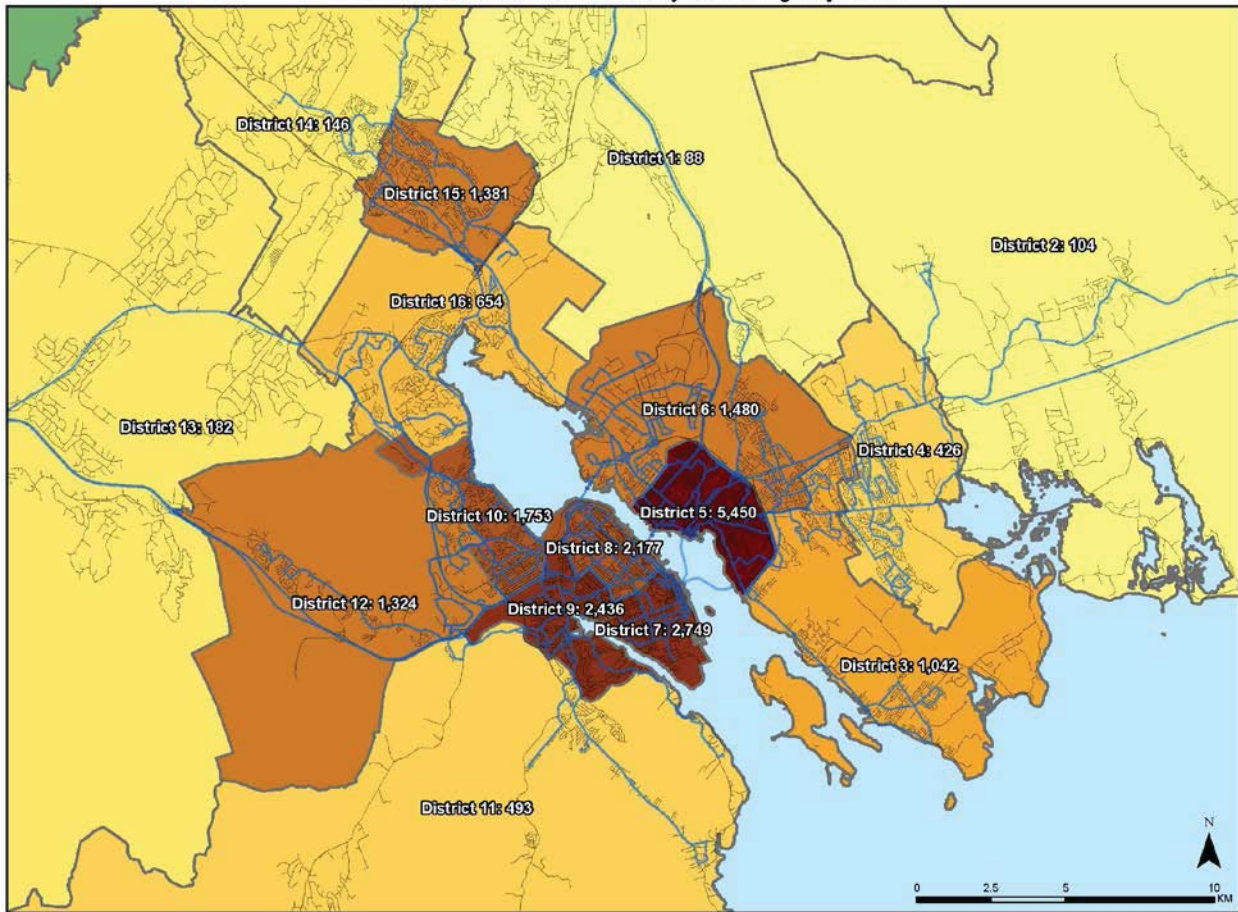 District 14: 146
District 1: 88
District 15: 1,381
District 2: 104
District 16: 654
District 6: 1,480
District 13: 182
District 4: 426
District 10: 1,753
District 5: 5,450
District 8: 2,177
District 12: 1,324
District 9: 2,436
District 7: 2,749
District 3: 1,042
District 11: 493
N
0 2.5 5 10
KM